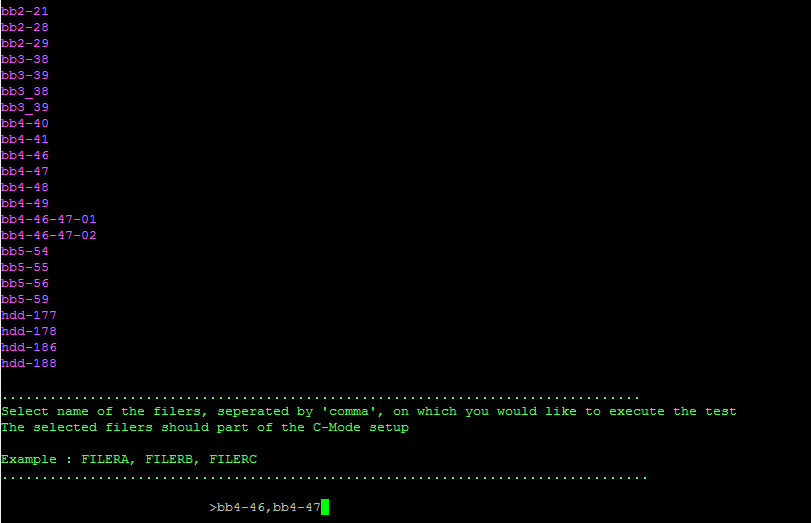 bb2-21
bb2-28
bb2-29
bb3-38
bb3-39
bb3_38
bb3_39
bb4-40
bb4-41
bb4-46
bb4-47
bb4-48
bb4-49
bb4-46-47-01
bb4-46-47-02
bb5-54
bb5-55
bb5-56
bb5-59
hdd-177
hdd-178
hdd-186
hdd-188
................................................................................
Select name of the filers, seperated by 'comma', on which you would like to execute the test
The selected filers should part of the C-Mode setup
Example : FILERA, FILERB, FILERC
.................................................................................
>bb4-46,bb4-47